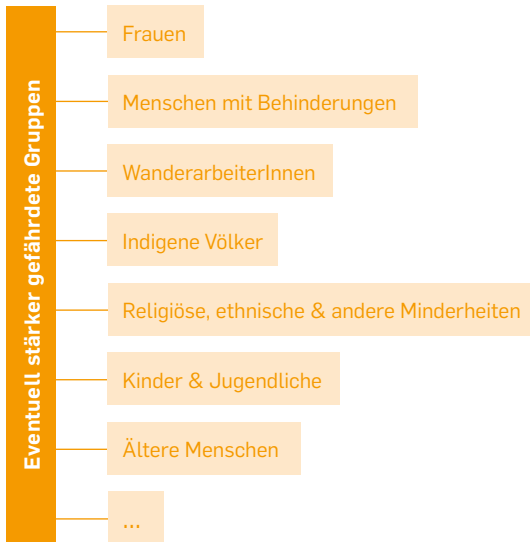 Eventuell stärker gefährdete Gruppen
Frauen
Menschen mit Behinderungen
WanderarbeiterInnen
Indigene Völker
Religiöse, ethnische & andere Minderheiten
Kinder & Jugendliche
Ältere Menschen
...